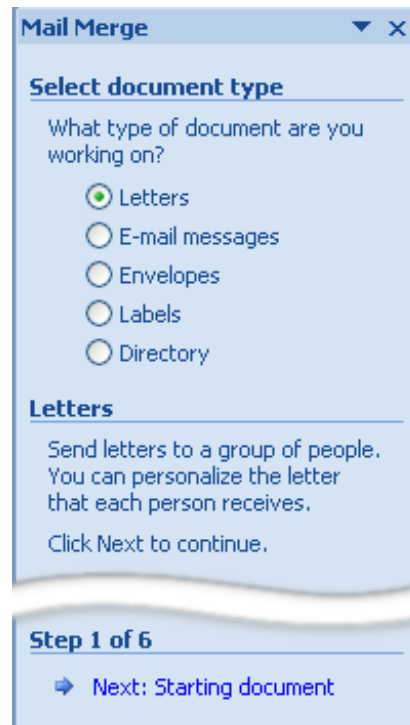 Mail Merge
Select document type
What type of document are you
working on?
Letters
E-mail messages
Envelopes
Labels
Directory
Letters
Send letters to a group of people.
You can personalize the letter
that each person receives.
Click Next to continue.
Step 1 of 6
Next: Starting document